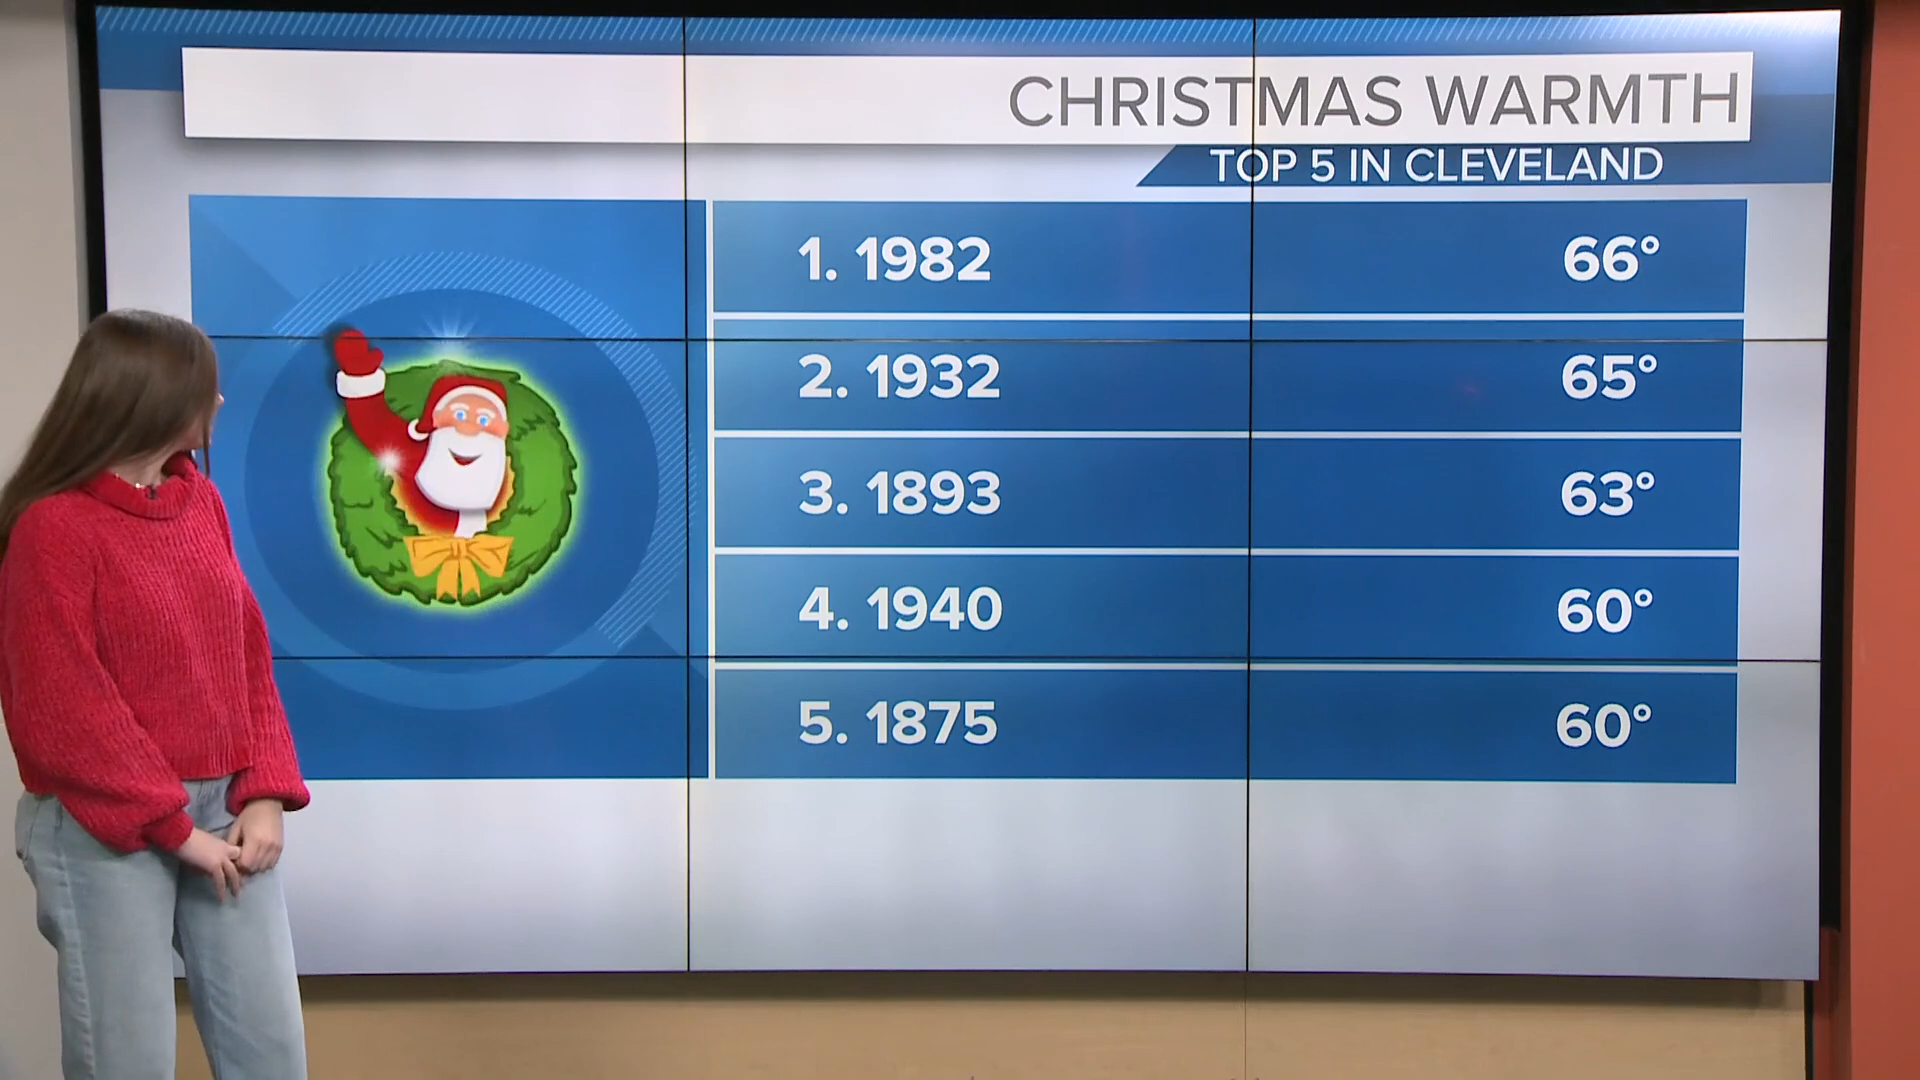 CHRISTMAS WARMTH
TOP 5 IN CLEVELAND
1. 1982 66°
2. 1932 65°
3. 1893 63°
4. 1940 60°
5. 1875 60°